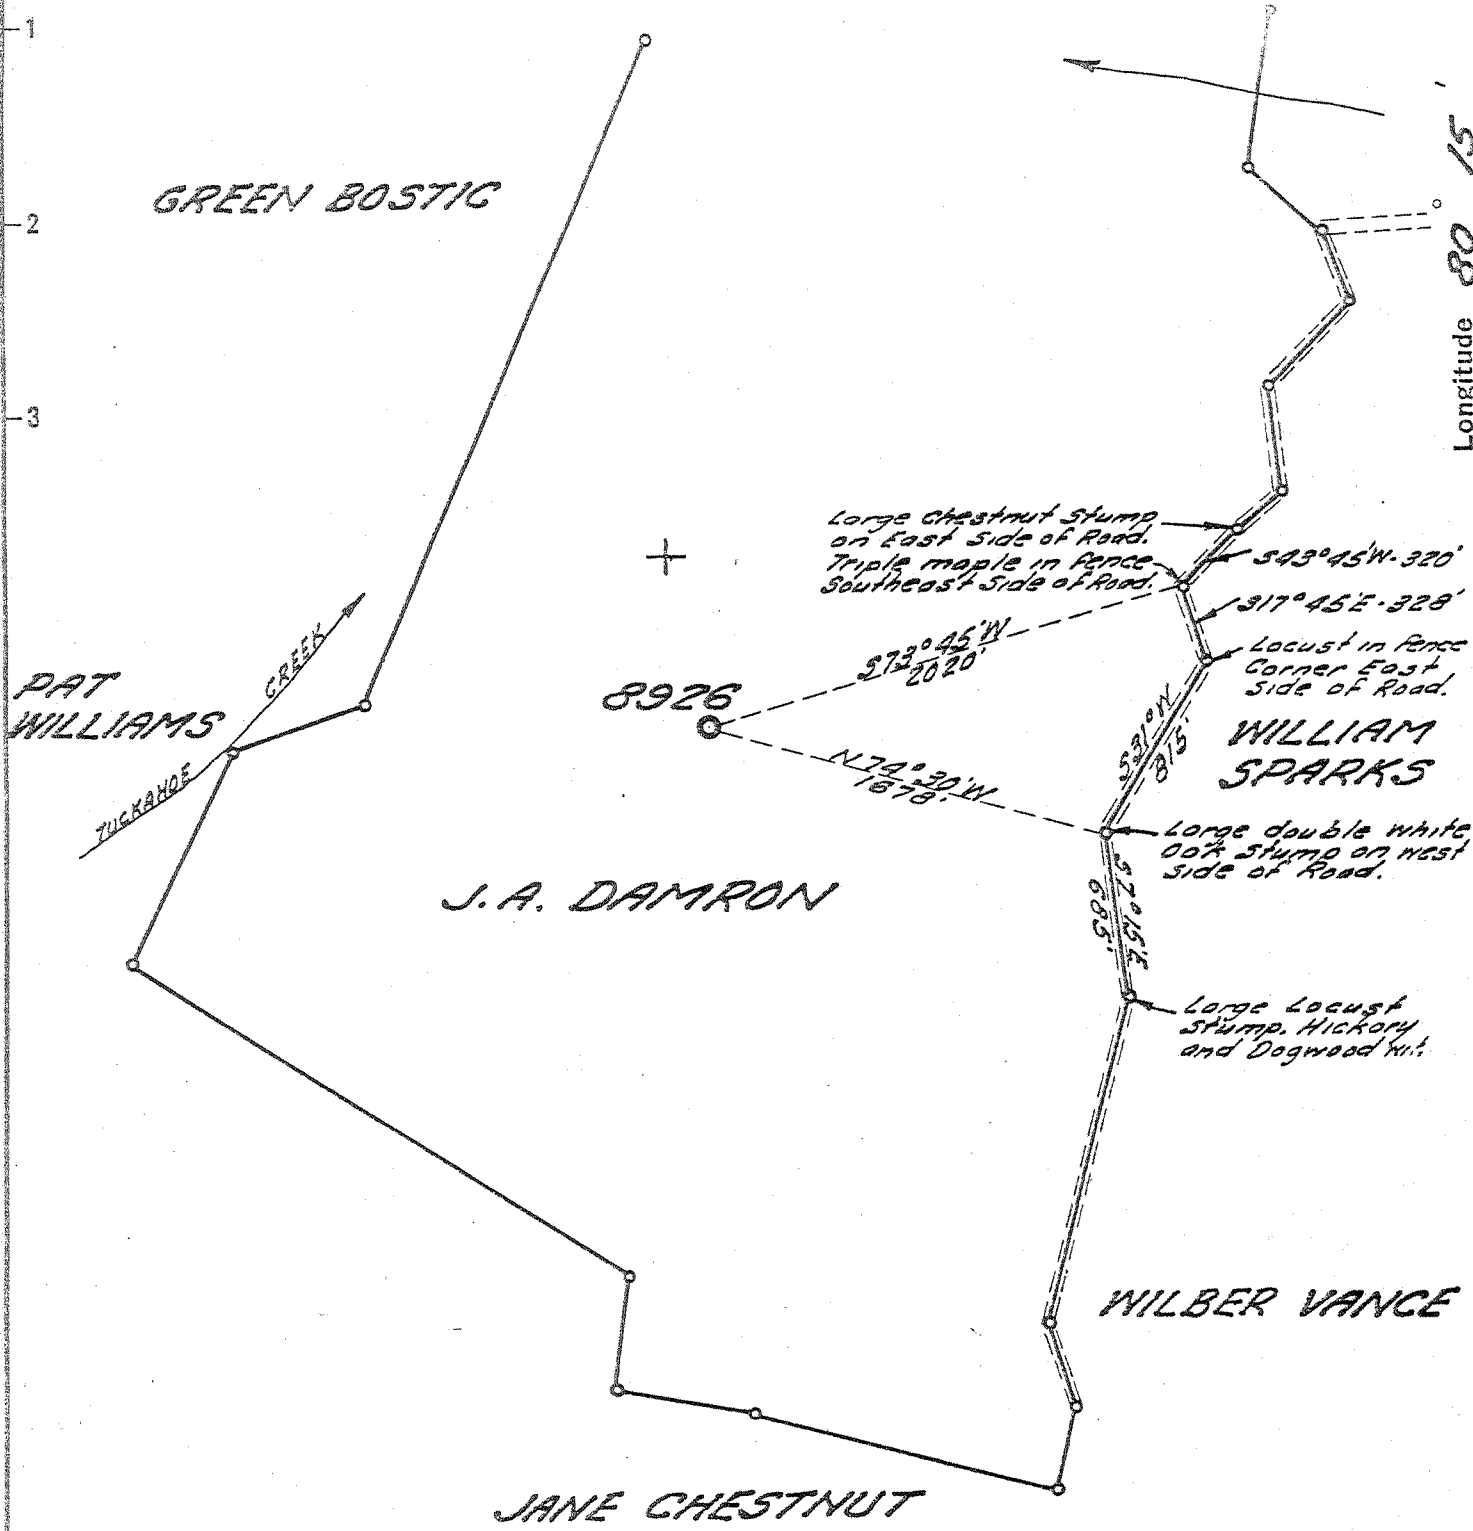 1
2
3
GREEN BOSTIC
Longitude 80° 15'
Large Chestnut Stump
on East Side of Road.
Triple maple in fence
Southeast Side of Road.
S43°45'W-320'
S17°45'E-328'
S73°45'W
2020'
Locust in fence
Corner East
Side of Road.
TUCKAHOE CREEK
PAT
WILLIAMS
8926
S31°W
815'
WILLIAM
SPARKS
N74°30'W
1678'
Large double white
oak Stump on west
side of Road.
J.A. DAMRON
S7°15'E
685'
Large Locust
Stump, Hickory
and Dogwood wit.
WILBER VANCE
JANE CHESTNUT